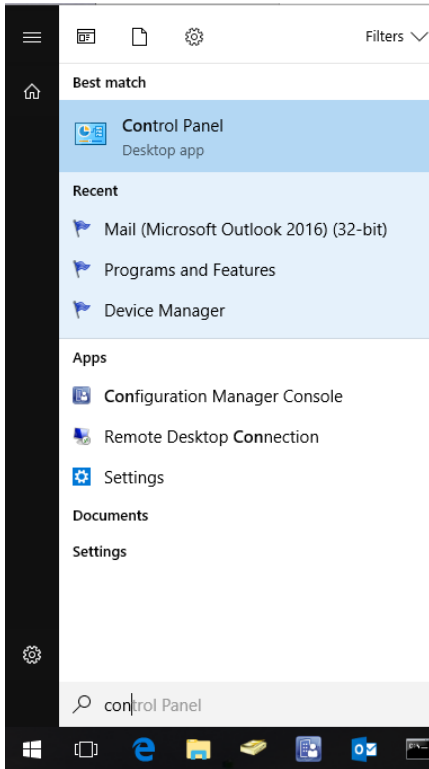 Filters
Best match
Control Panel
Desktop app
Recent
Mail (Microsoft Outlook 2016) (32-bit)
Programs and Features
Device Manager
Apps
Configuration Manager Console
Remote Desktop Connection
Settings
Documents
Settings
control Panel